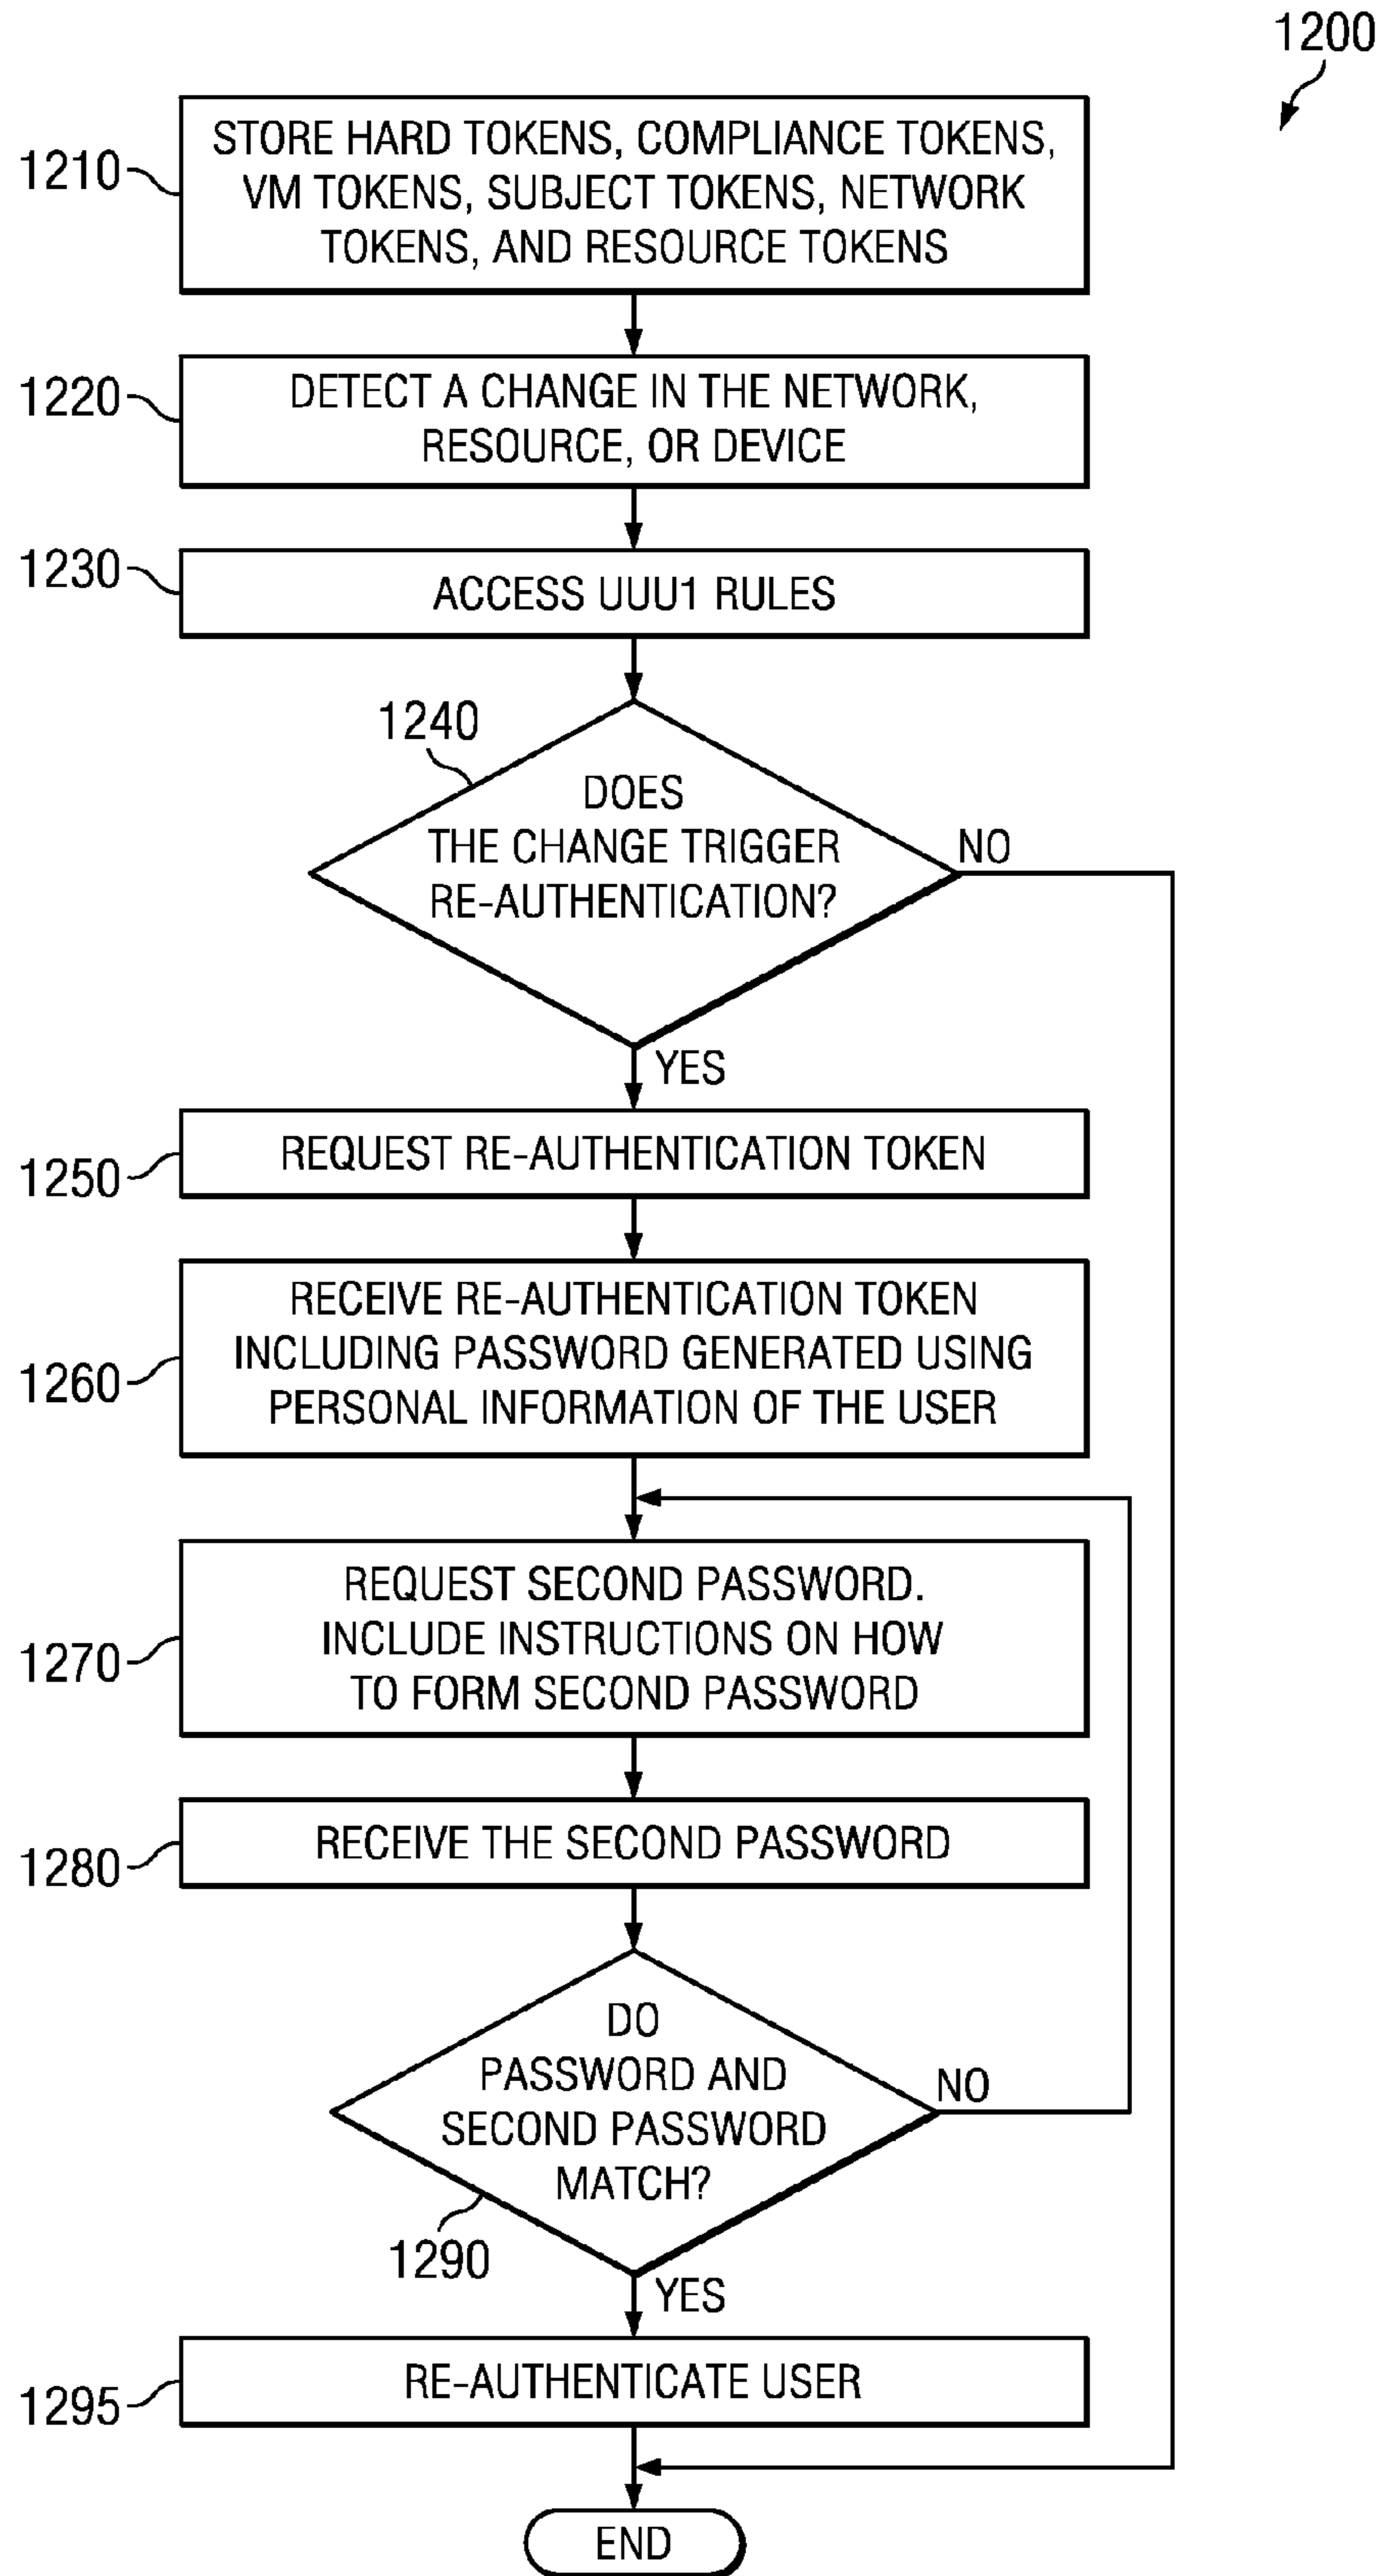 1200
1210
STORE HARD TOKENS, COMPLIANCE TOKENS,
VM TOKENS, SUBJECT TOKENS, NETWORK
TOKENS, AND RESOURCE TOKENS
1220
DETECT A CHANGE IN THE NETWORK,
RESOURCE, OR DEVICE
1230
ACCESS UUU1 RULES
1240
DOES
THE CHANGE TRIGGER
RE-AUTHENTICATION?
NO
YES
1250
REQUEST RE-AUTHENTICATION TOKEN
1260
RECEIVE RE-AUTHENTICATION TOKEN
INCLUDING PASSWORD GENERATED USING
PERSONAL INFORMATION OF THE USER
1270
REQUEST SECOND PASSWORD.
INCLUDE INSTRUCTIONS ON HOW
TO FORM SECOND PASSWORD
1280
RECEIVE THE SECOND PASSWORD
DO
PASSWORD AND
SECOND PASSWORD
MATCH?
NO
1290
YES
1295
RE-AUTHENTICATE USER
END